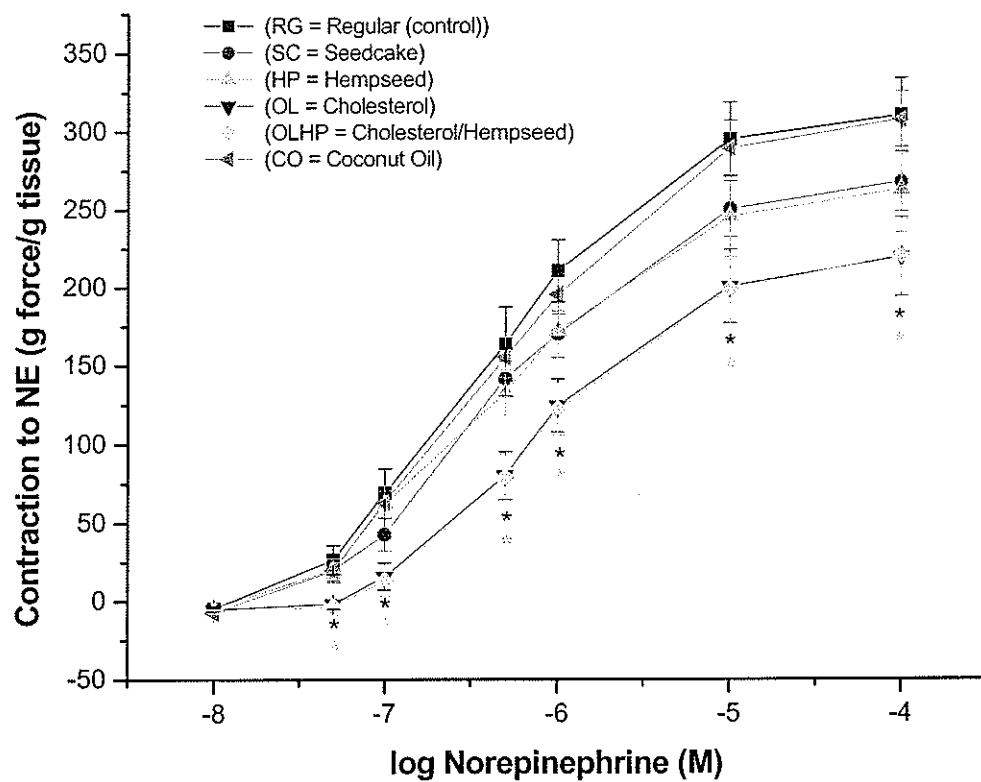 (RG = Regular (control))
(SC = Seedcake)
(HP = Hempseed)
(OL = Cholesterol)
(OLHP = Cholesterol/Hempseed)
(CO = Coconut Oil)
Contraction to NE (g force/g tissue)
350
300
250
200
150
100
50
0
-50
* *
* *
* *
* *
* *
* *
-8 -7 -6 -5 -4
log Norepinephrine (M)